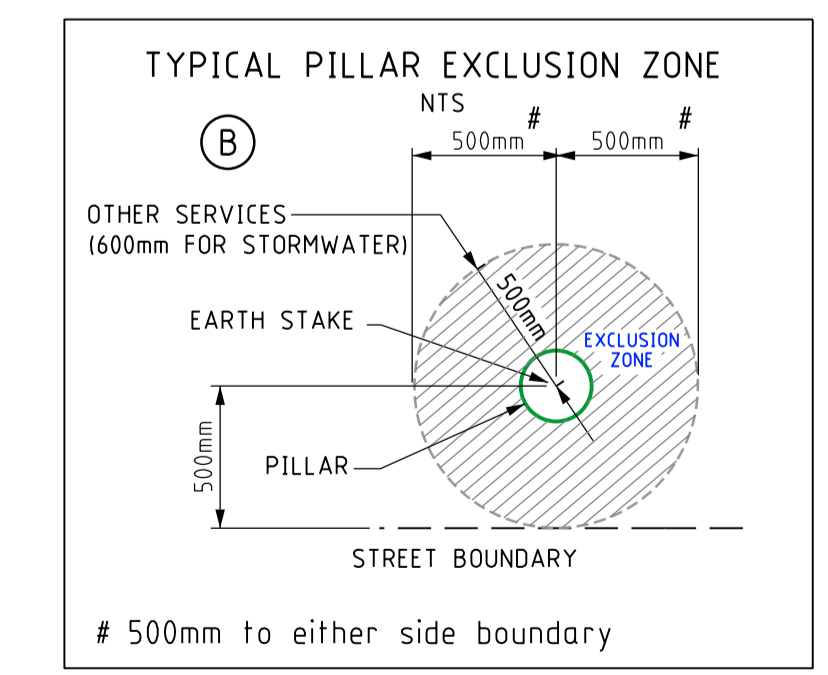 TYPICAL PILLAR EXCLUSION ZONE
NTS
B
# #
500mm 500mm
OTHER SERVICES
(600mm FOR STORMWATER)
500mm
EARTH STAKE
EXCLUSION
ZONE
500mm
PILLAR
STREET BOUNDARY
# 500mm to either side boundary